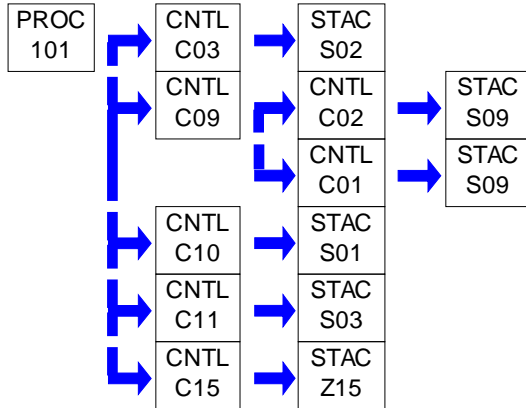 PROC
101
CNTL
C03
STAC
S02
CNTL
C09
CNTL
C02
STAC
S09
CNTL
C01
STAC
S09
CNTL
C10
STAC
S01
CNTL
C11
STAC
S03
CNTL
C15
STAC
Z15